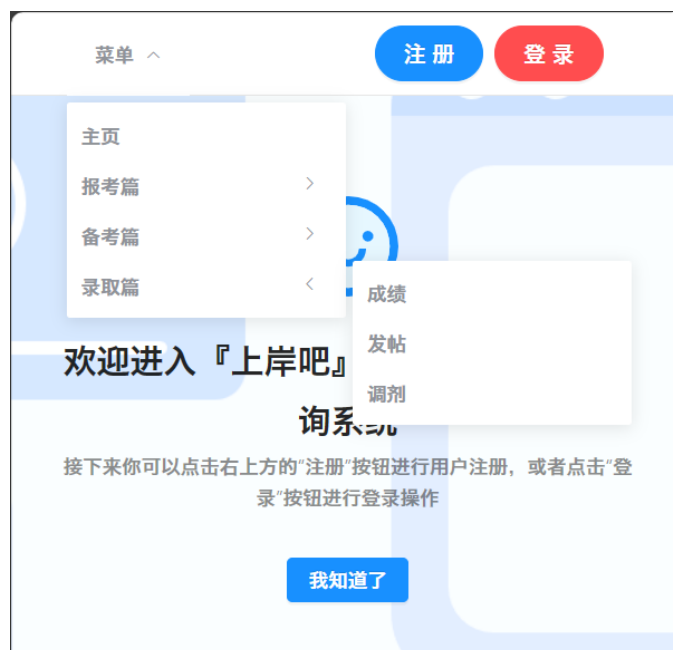 菜单
注 册
登 录
主页
报考篇
备考篇
录取篇
成绩
发帖
调剂
欢迎进入『上岸吧』
询系统
接下来你可以点击右上方的“注册”按钮进行用户注册，或者点击“登
录”按钮进行登录操作
我知道了